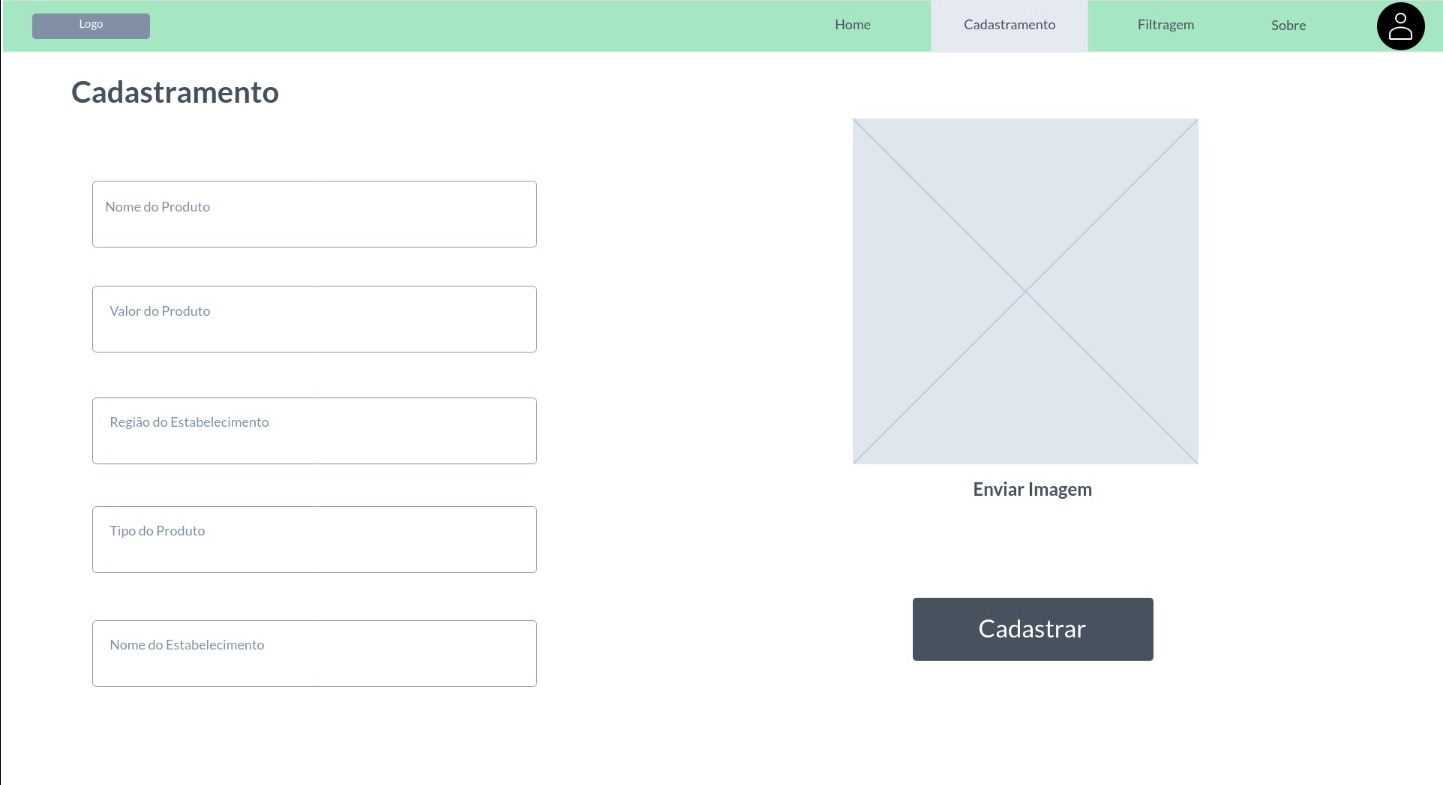 Logo
Home
Cadastramento
Filtragem
Sobre
Cadastramento
Nome do Produto
Valor do Produto
Região do Estabelecimento
Tipo do Produto
Nome do Estabelecimento
Enviar Imagem
Cadastrar